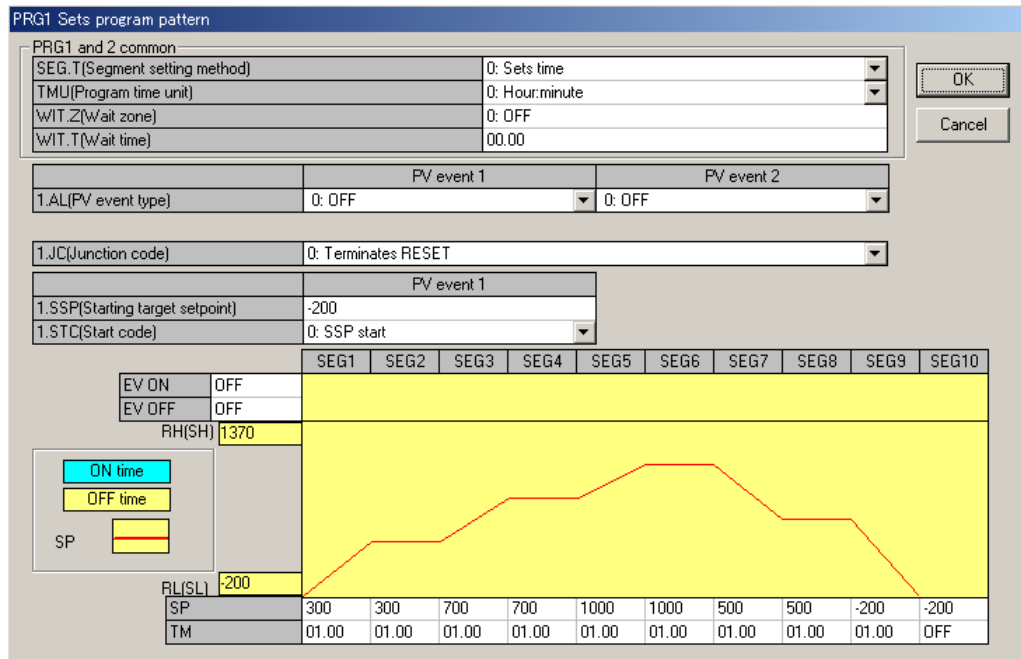 PRG1 Sets program pattern
PRG1 and 2 common
SEG.T(Segment setting method) 0: Sets time
TMU(Program time unit) 0: Hour:minute
WIT.Z(Wait zone) 0: OFF
WIT.T(Wait time) 00.00
OK
Cancel
PV event 1 PV event 2
1.AL(PV event type) 0: OFF 0: OFF
1.JC(Junction code) 0: Terminates RESET
PV event 1
1.SSP(Starting target setpoint) -200
1.STC(Start code) 0: SSP start
SEG1 SEG2 SEG3 SEG4 SEG5 SEG6 SEG7 SEG8 SEG9 SEG10
EV ON OFF
EV OFF OFF
RH(SH) 1370
ON time
OFF time
SP
RL(SL) -200
SP 300 300 700 700 1000 1000 500 500 -200 -200
TM 01.00 01.00 01.00 01.00 01.00 01.00 01.00 01.00 01.00 OFF